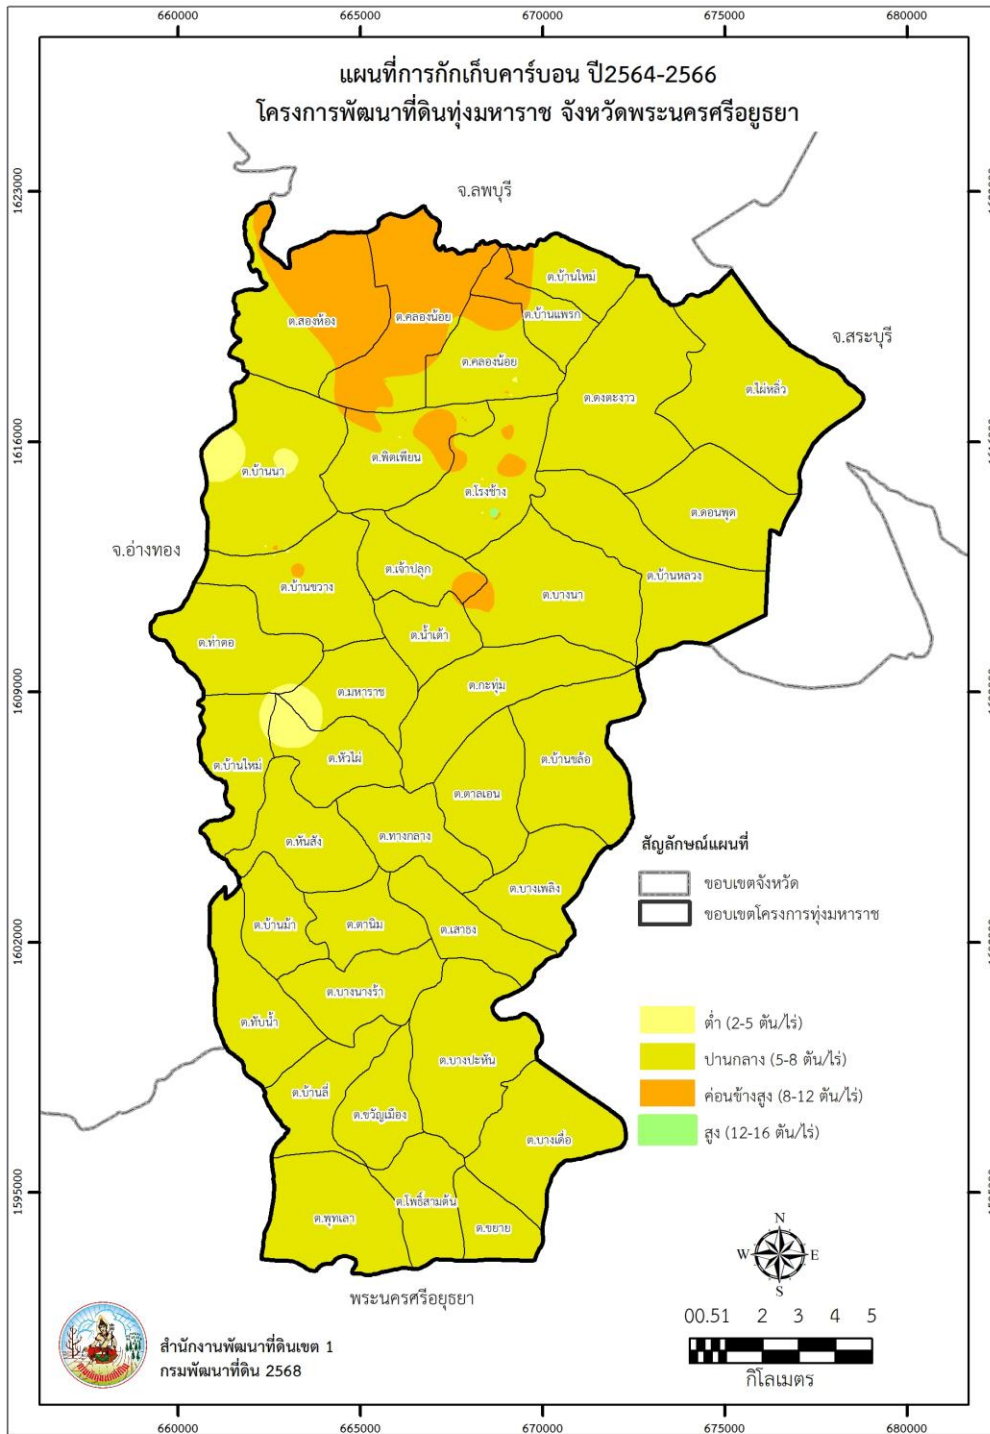 660000 665000 670000 675000 680000
แผนที่การกักเก็บคาร์บอน ปี2564-2566
โครงการพัฒนาที่ดินทุ่งมหาราช จังหวัดพระนครศรีอยูธยา
1623000
จ.ลพบุรี
ต.บ้านใหม่
ต.สองห้อง
ต.คลองน้อย
ต.บ้านแพรก
จ.สระบุรี
ต.คลองน้อย
ต.ไผ่หลิ่ว
ต.ดงตะงาว
1616000
ต.พิตเพียน
ต.บ้านนา
ต.โรงช้าง
ต.ดอนพุด
จ.อ่างทอง
ต.เจ้าปลุก
ต.บ้านหลวง
ต.บ้านขวาง
ต.บางนา
ต.น้ำเต้า
ต.ท่าตอ
ต.กะทุ่ม
1609000
ต.มหาราช
ต.บ้านใหม่
ต.หัวไผ่
ต.บ้านขล้อ
ต.ตาลเอน
ต.หันสัง
ต.ทางกลาง
สัญลักษณ์แผนที่
ขอบเขตจังหวัด
ต.บางเพลิง
ขอบเขตโครงการทุ่งมหาราช
ต.บ้านม้า
ต.ตานิม
ต.เสาธง
1602000
ต.บางนางร้า
ต.ทับน้ำ
ต่ำ (2-5 ตัน/ไร่)
ต.บางปะหัน
ปานกลาง (5-8 ตัน/ไร่)
ต.บ้านลี่
ค่อนข้างสูง (8-12 ตัน/ไร่)
ต.ขวัญเมือง
สูง (12-16 ตัน/ไร่)
ต.บางเดื่อ
1595000
ต.โพธิ์สามต้น
ต.พุทเลา
ต.ขยาย
N
W E
S
พระนครศรีอยุธยา
00.51 2 3 4 5
กิโลเมตร
สำนักงานพัฒนาที่ดินเขต 1
กรมพัฒนาที่ดิน 2568
660000 665000 670000 675000 680000